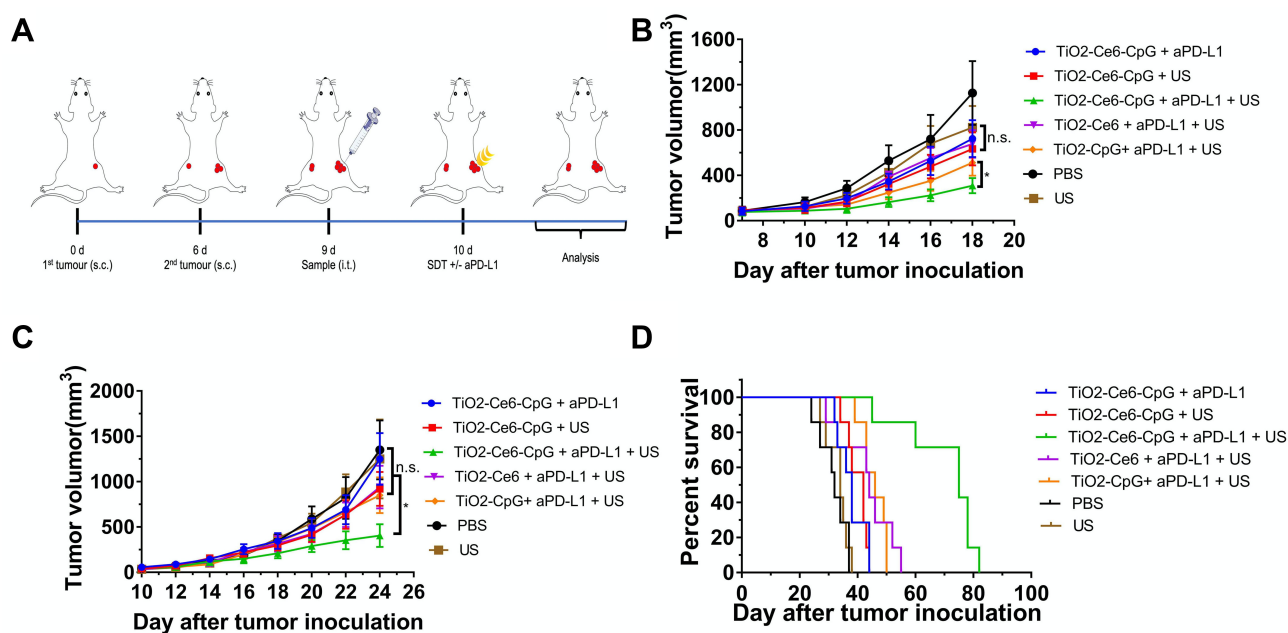 A
0 d
1st tumour (s.c.)
6 d
2nd tumour (s.c.)
9 d
Sample (i.t.)
10 d
SDT +/- aPD-L1
Analysis
B
Tumor volumor(mm3)
1600
1200
800
400
0
8 10 12 14 16 18 20
Day after tumor inoculation
n.s.
*
TiO2-Ce6-CpG + aPD-L1
TiO2-Ce6-CpG + US
TiO2-Ce6-CpG + aPD-L1 + US
TiO2-Ce6 + aPD-L1 + US
TiO2-CpG+ aPD-L1 + US
PBS
US
C
Tumor volumor(mm3)
2000
1500
1000
500
0
10 12 14 16 18 20 22 24 26
Day after tumor inoculation
n.s.
*
TiO2-Ce6-CpG + aPD-L1
TiO2-Ce6-CpG + US
TiO2-Ce6-CpG + aPD-L1 + US
TiO2-Ce6 + aPD-L1 + US
TiO2-CpG+ aPD-L1 + US
PBS
US
D
Percent survival
100
80
60
40
20
0
0 20 40 60 80 100
Day after tumor inoculation
TiO2-Ce6-CpG + aPD-L1
TiO2-Ce6-CpG + US
TiO2-Ce6-CpG + aPD-L1 + US
TiO2-Ce6 + aPD-L1 + US
TiO2-CpG+ aPD-L1 + US
PBS
US